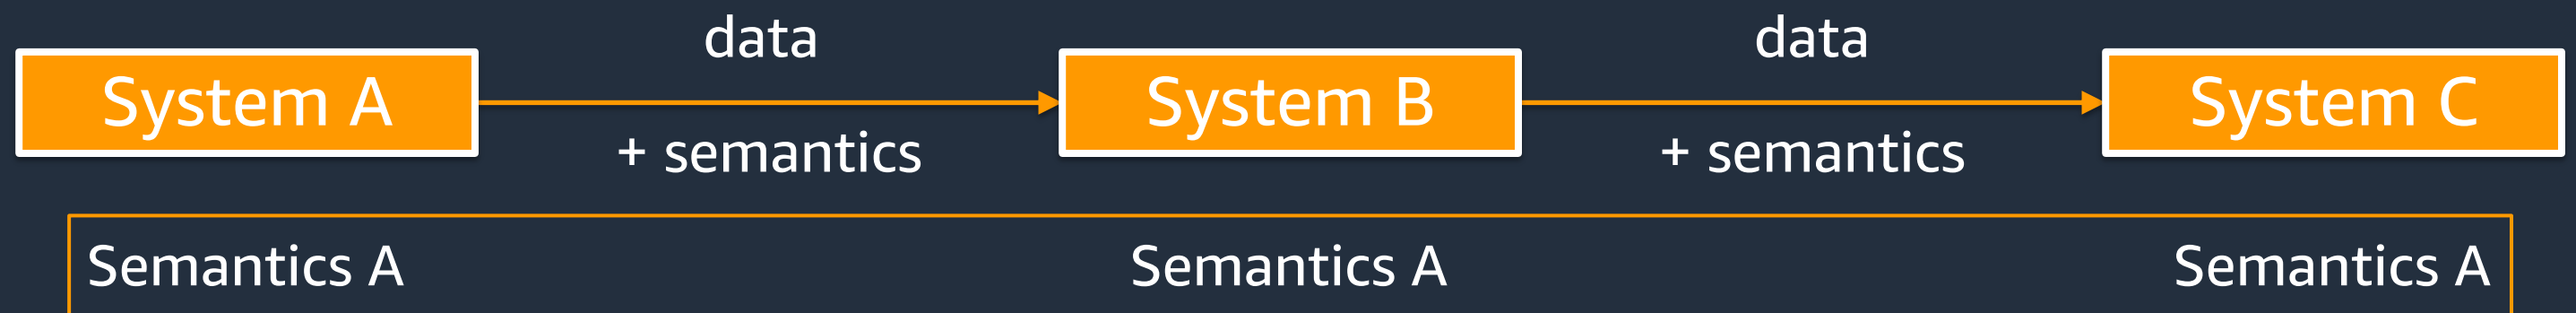 data
data
System A
System B
System C
+ semantics
+ semantics
Semantics A
Semantics A
Semantics A